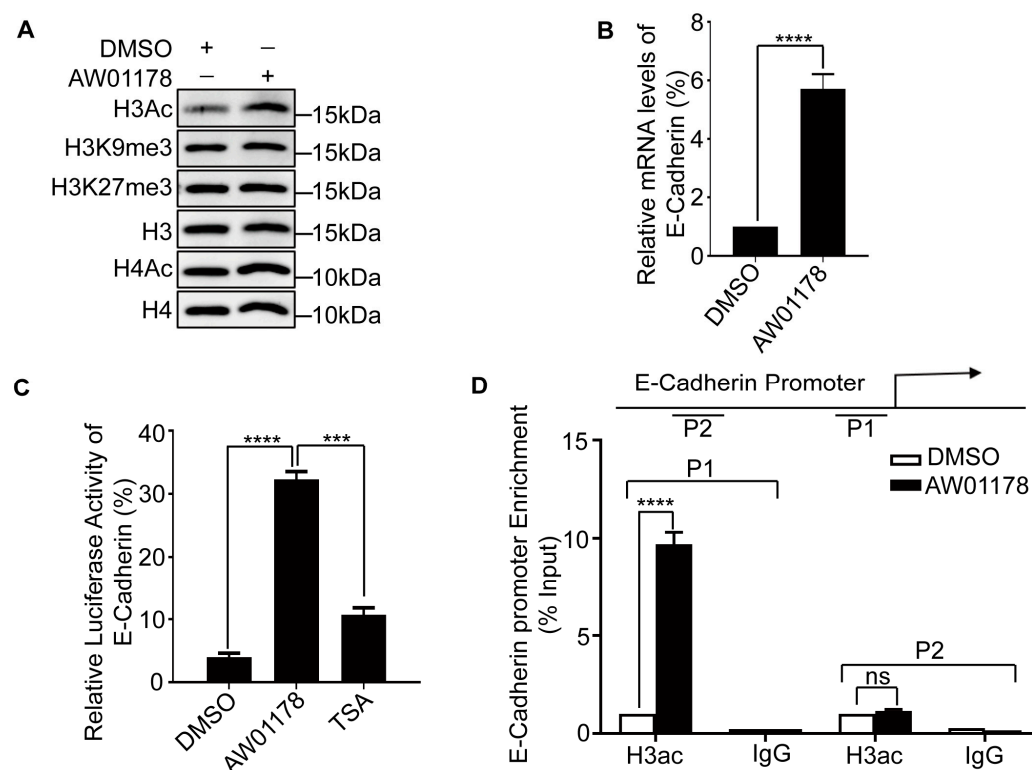 A
DMSO + –
AW01178 – +
H3Ac 15kDa
H3K9me3 15kDa
H3K27me3 15kDa
H3 15kDa
H4Ac 10kDa
H4 10kDa
B
Relative mRNA levels of
E-Cadherin (%)
8
6
4
2
0
****
DMSO
AW01178
C
Relative Luciferase Activity of
E-Cadherin (%)
40
30
20
10
0
****
***
DMSO
AW01178
TSA
D
E-Cadherin Promoter
P2
P1
E-Cadherin promoter Enrichment
(% Input)
15
10
5
0
DMSO
AW01178
P1
****
P2
ns
H3ac
IgG
H3ac
IgG